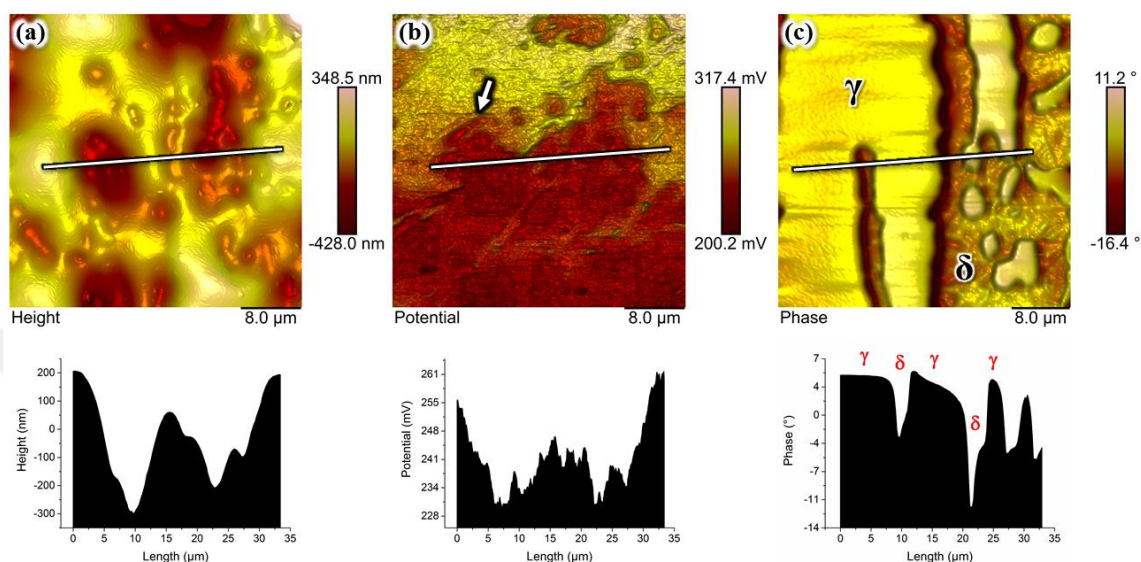 (a)
348.5 nm
-428.0 nm
Height
8.0 µm
(b)
317.4 mV
200.2 mV
Potential
8.0 µm
(c)
γ
δ
11.2 °
-16.4 °
Phase
8.0 µm
200
100
0
-100
-200
-300
Height (nm)
0 5 10 15 20 25 30 35
Length (µm)
261
255
248
241
234
228
Potential (mV)
0 5 10 15 20 25 30 35
Length (µm)
γ δ γ δ γ
7
4
0
-4
-7
-11
-14
Phase (°)
0 5 10 15 20 25 30 35
Length (µm)